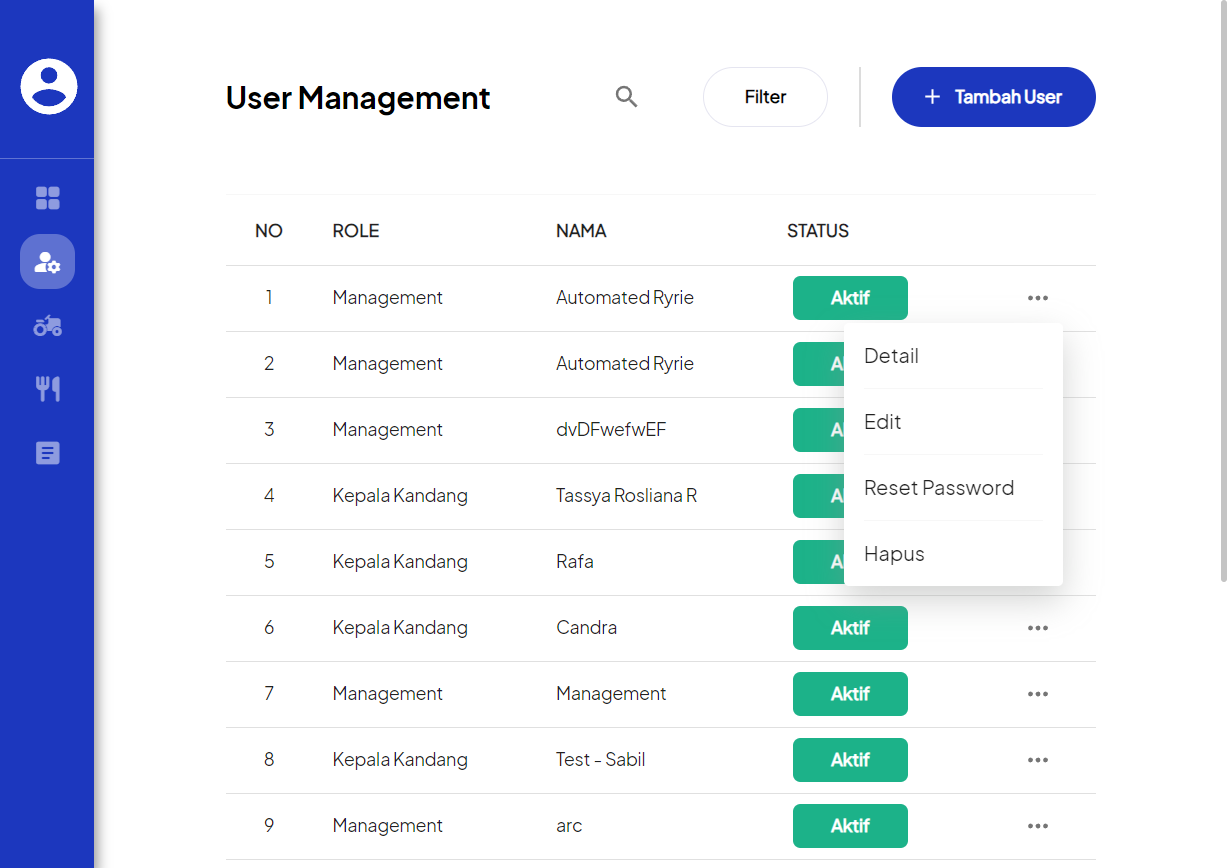 User Management
Filter
+ Tambah User
NO ROLE NAMA STATUS
1 Management Automated Ryrie Aktif
2 Management Automated Ryrie
3 Management dvDFwefwEF
4 Kepala Kandang Tassya Rosliana R
5 Kepala Kandang Rafa
Detail
Edit
Reset Password
Hapus
6 Kepala Kandang Candra Aktif
7 Management Management Aktif
8 Kepala Kandang Test - Sabil Aktif
9 Management arc Aktif